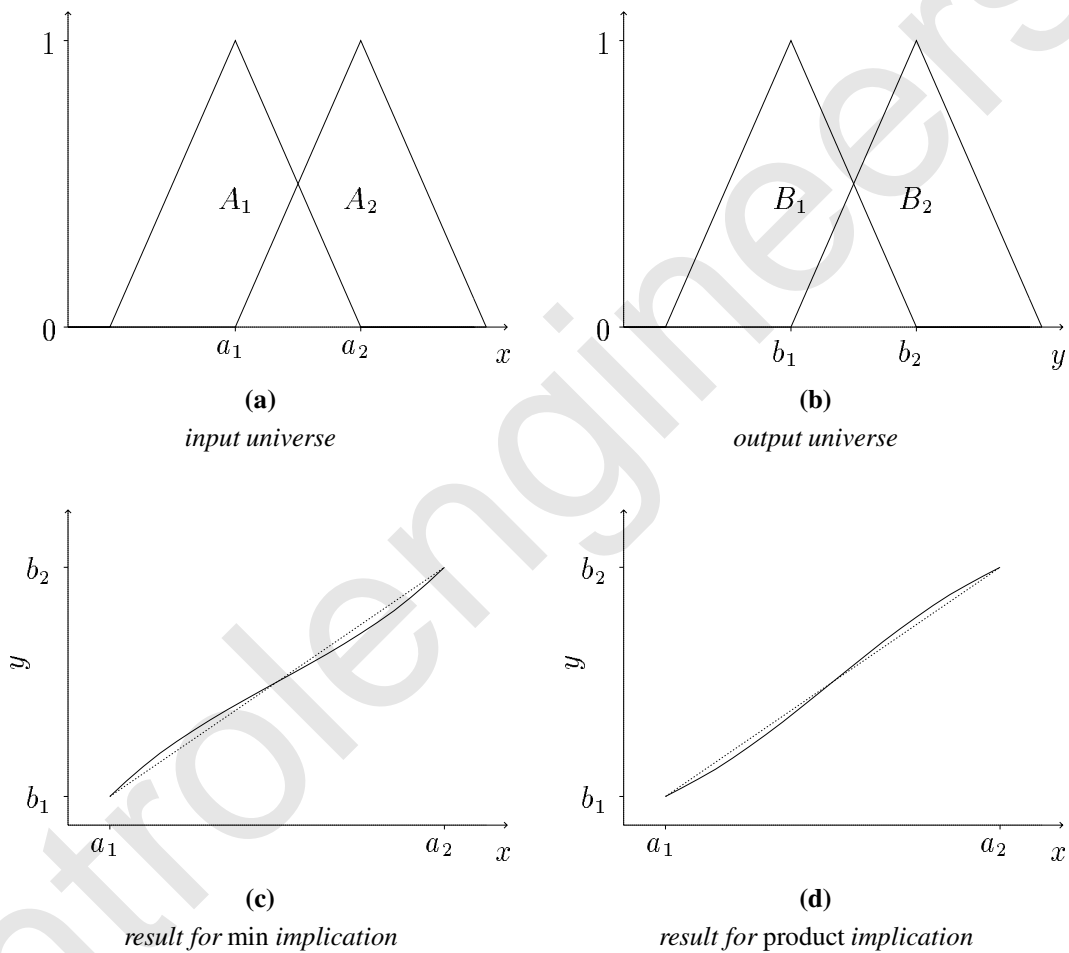 1
A₁
A₂
0
a₁
a₂
x
(a)
input universe
1
B₁
B₂
0
b₁
b₂
y
(b)
output universe
b₂
y
b₁
a₁
a₂
x
(c)
result for min implication
b₂
y
b₁
a₁
a₂
x
(d)
result for product implication
ntrolengineers